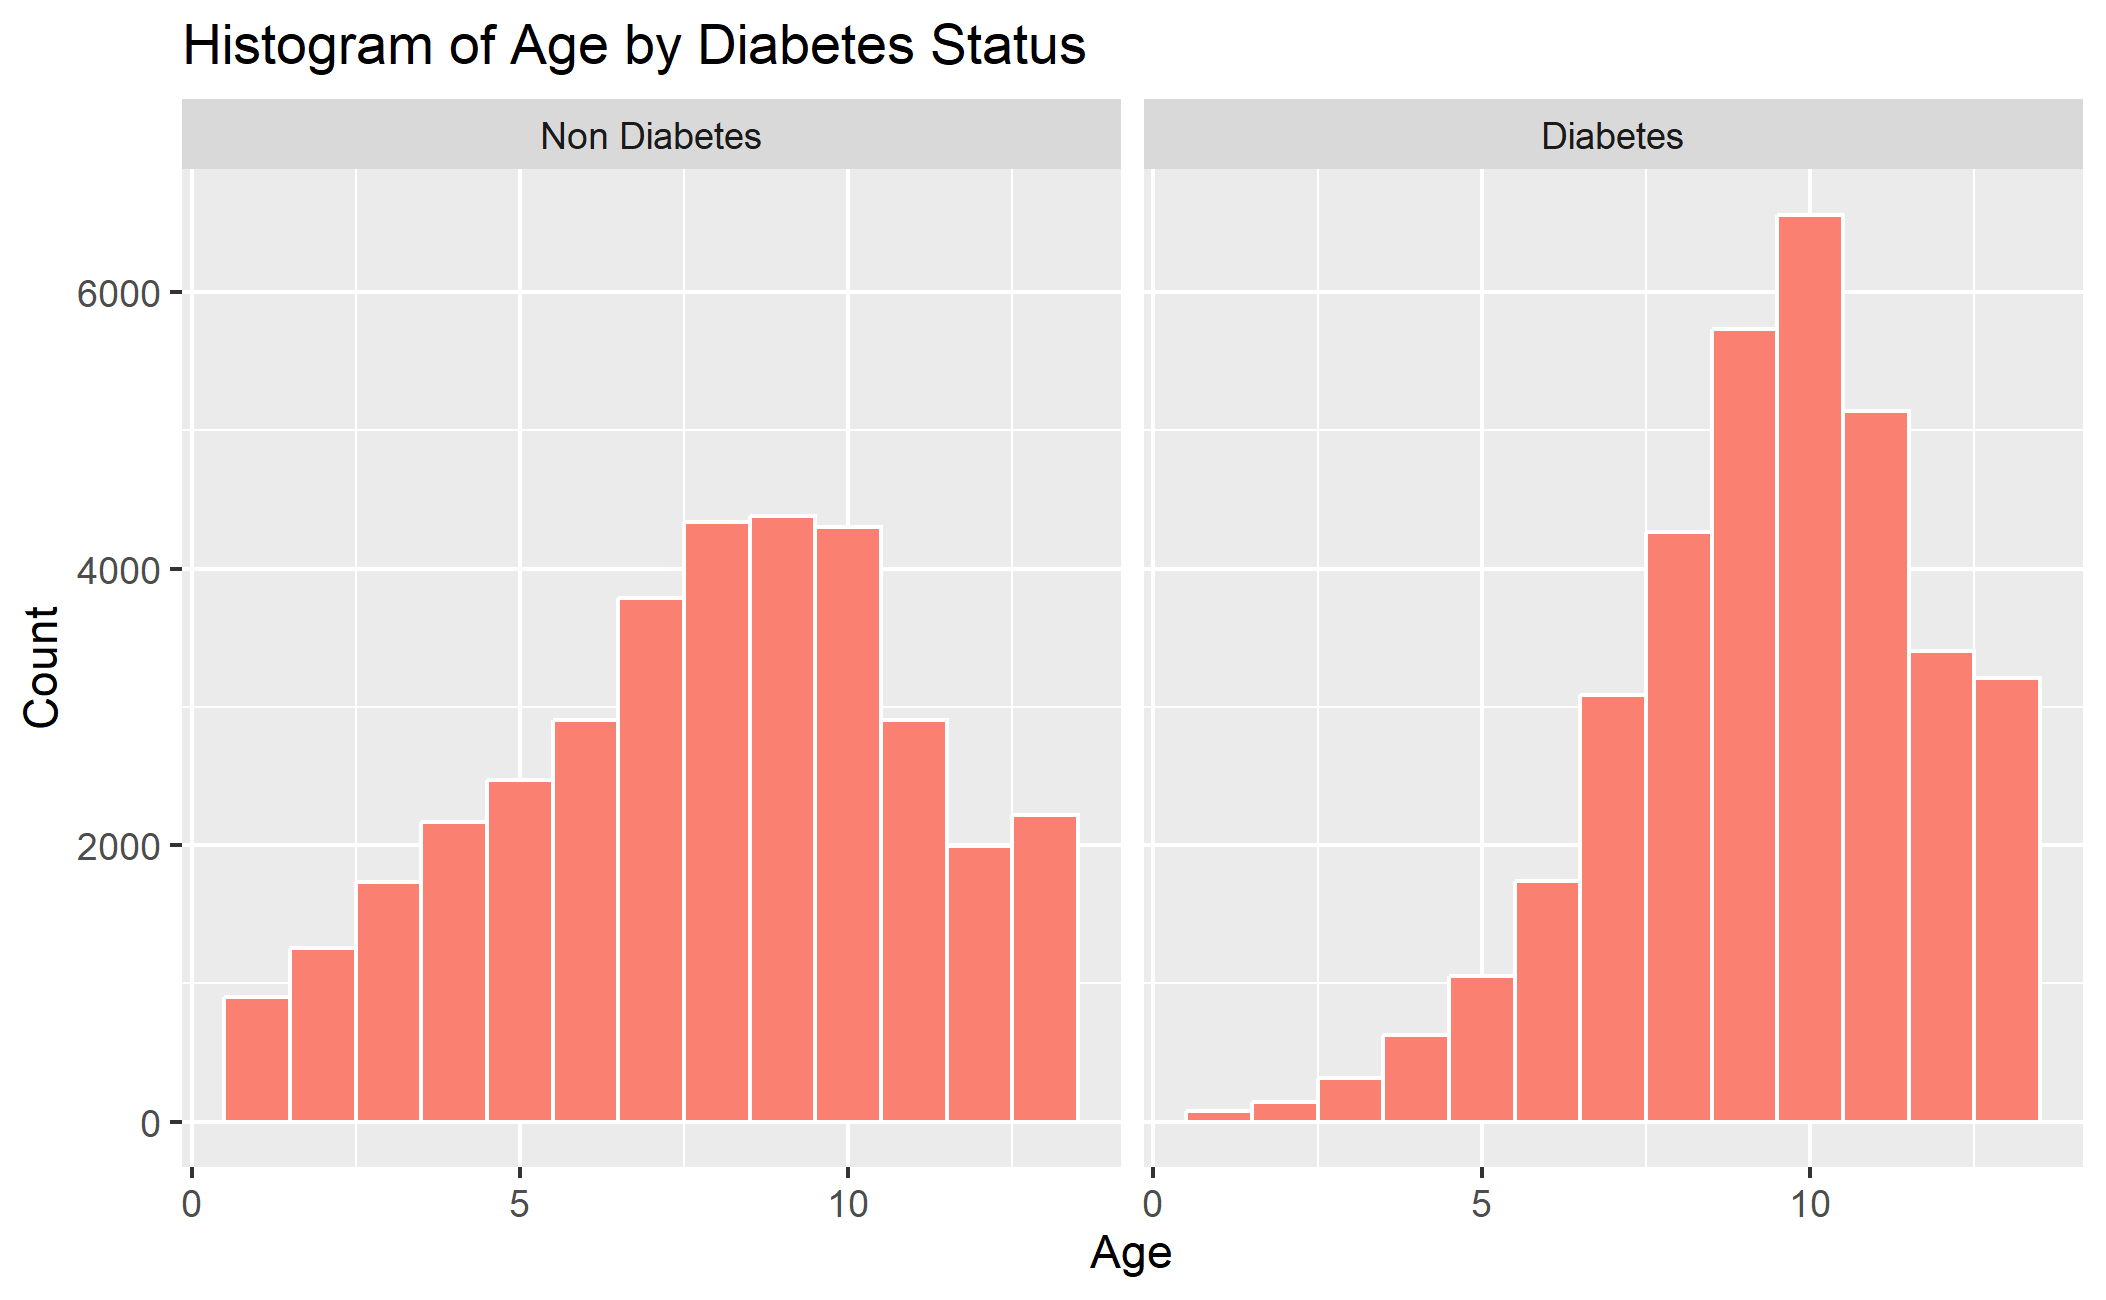 Histogram of Age by Diabetes Status
Non Diabetes
Diabetes
Count
6000
4000
2000
0
0 5 10
0 5 10
Age